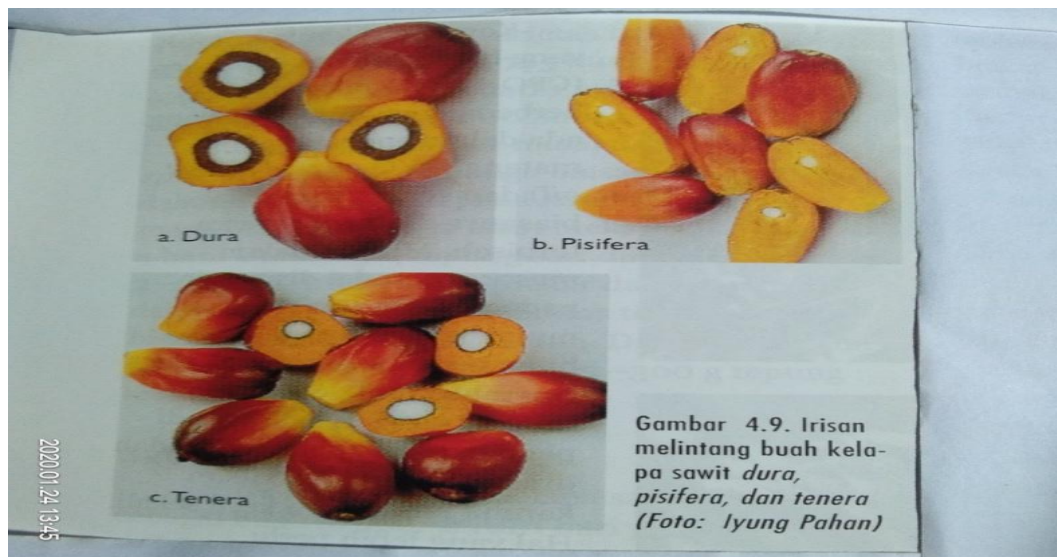 a. Dura
b. Pisifera
c. Tenera
Gambar 4.9. Irisan
melintang buah kela-
pa sawit dura,
pisifera, dan tenera
(Foto: Iyung Pahan)
2020.01.24 13:45